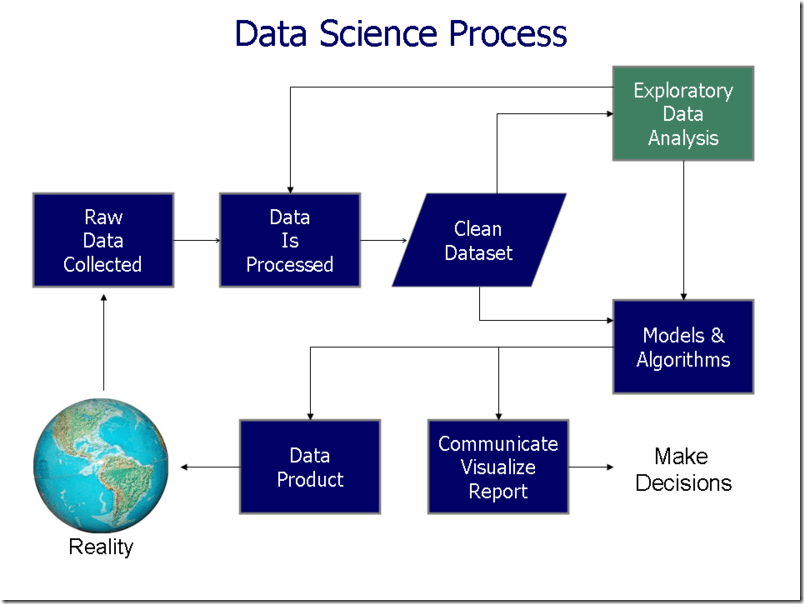 Data Science Process
Exploratory
Data
Analysis
Raw
Data
Collected
Data
Is
Processed
Clean
Dataset
Models &
Algorithms
Data
Product
Communicate
Visualize
Report
Make
Decisions
Reality